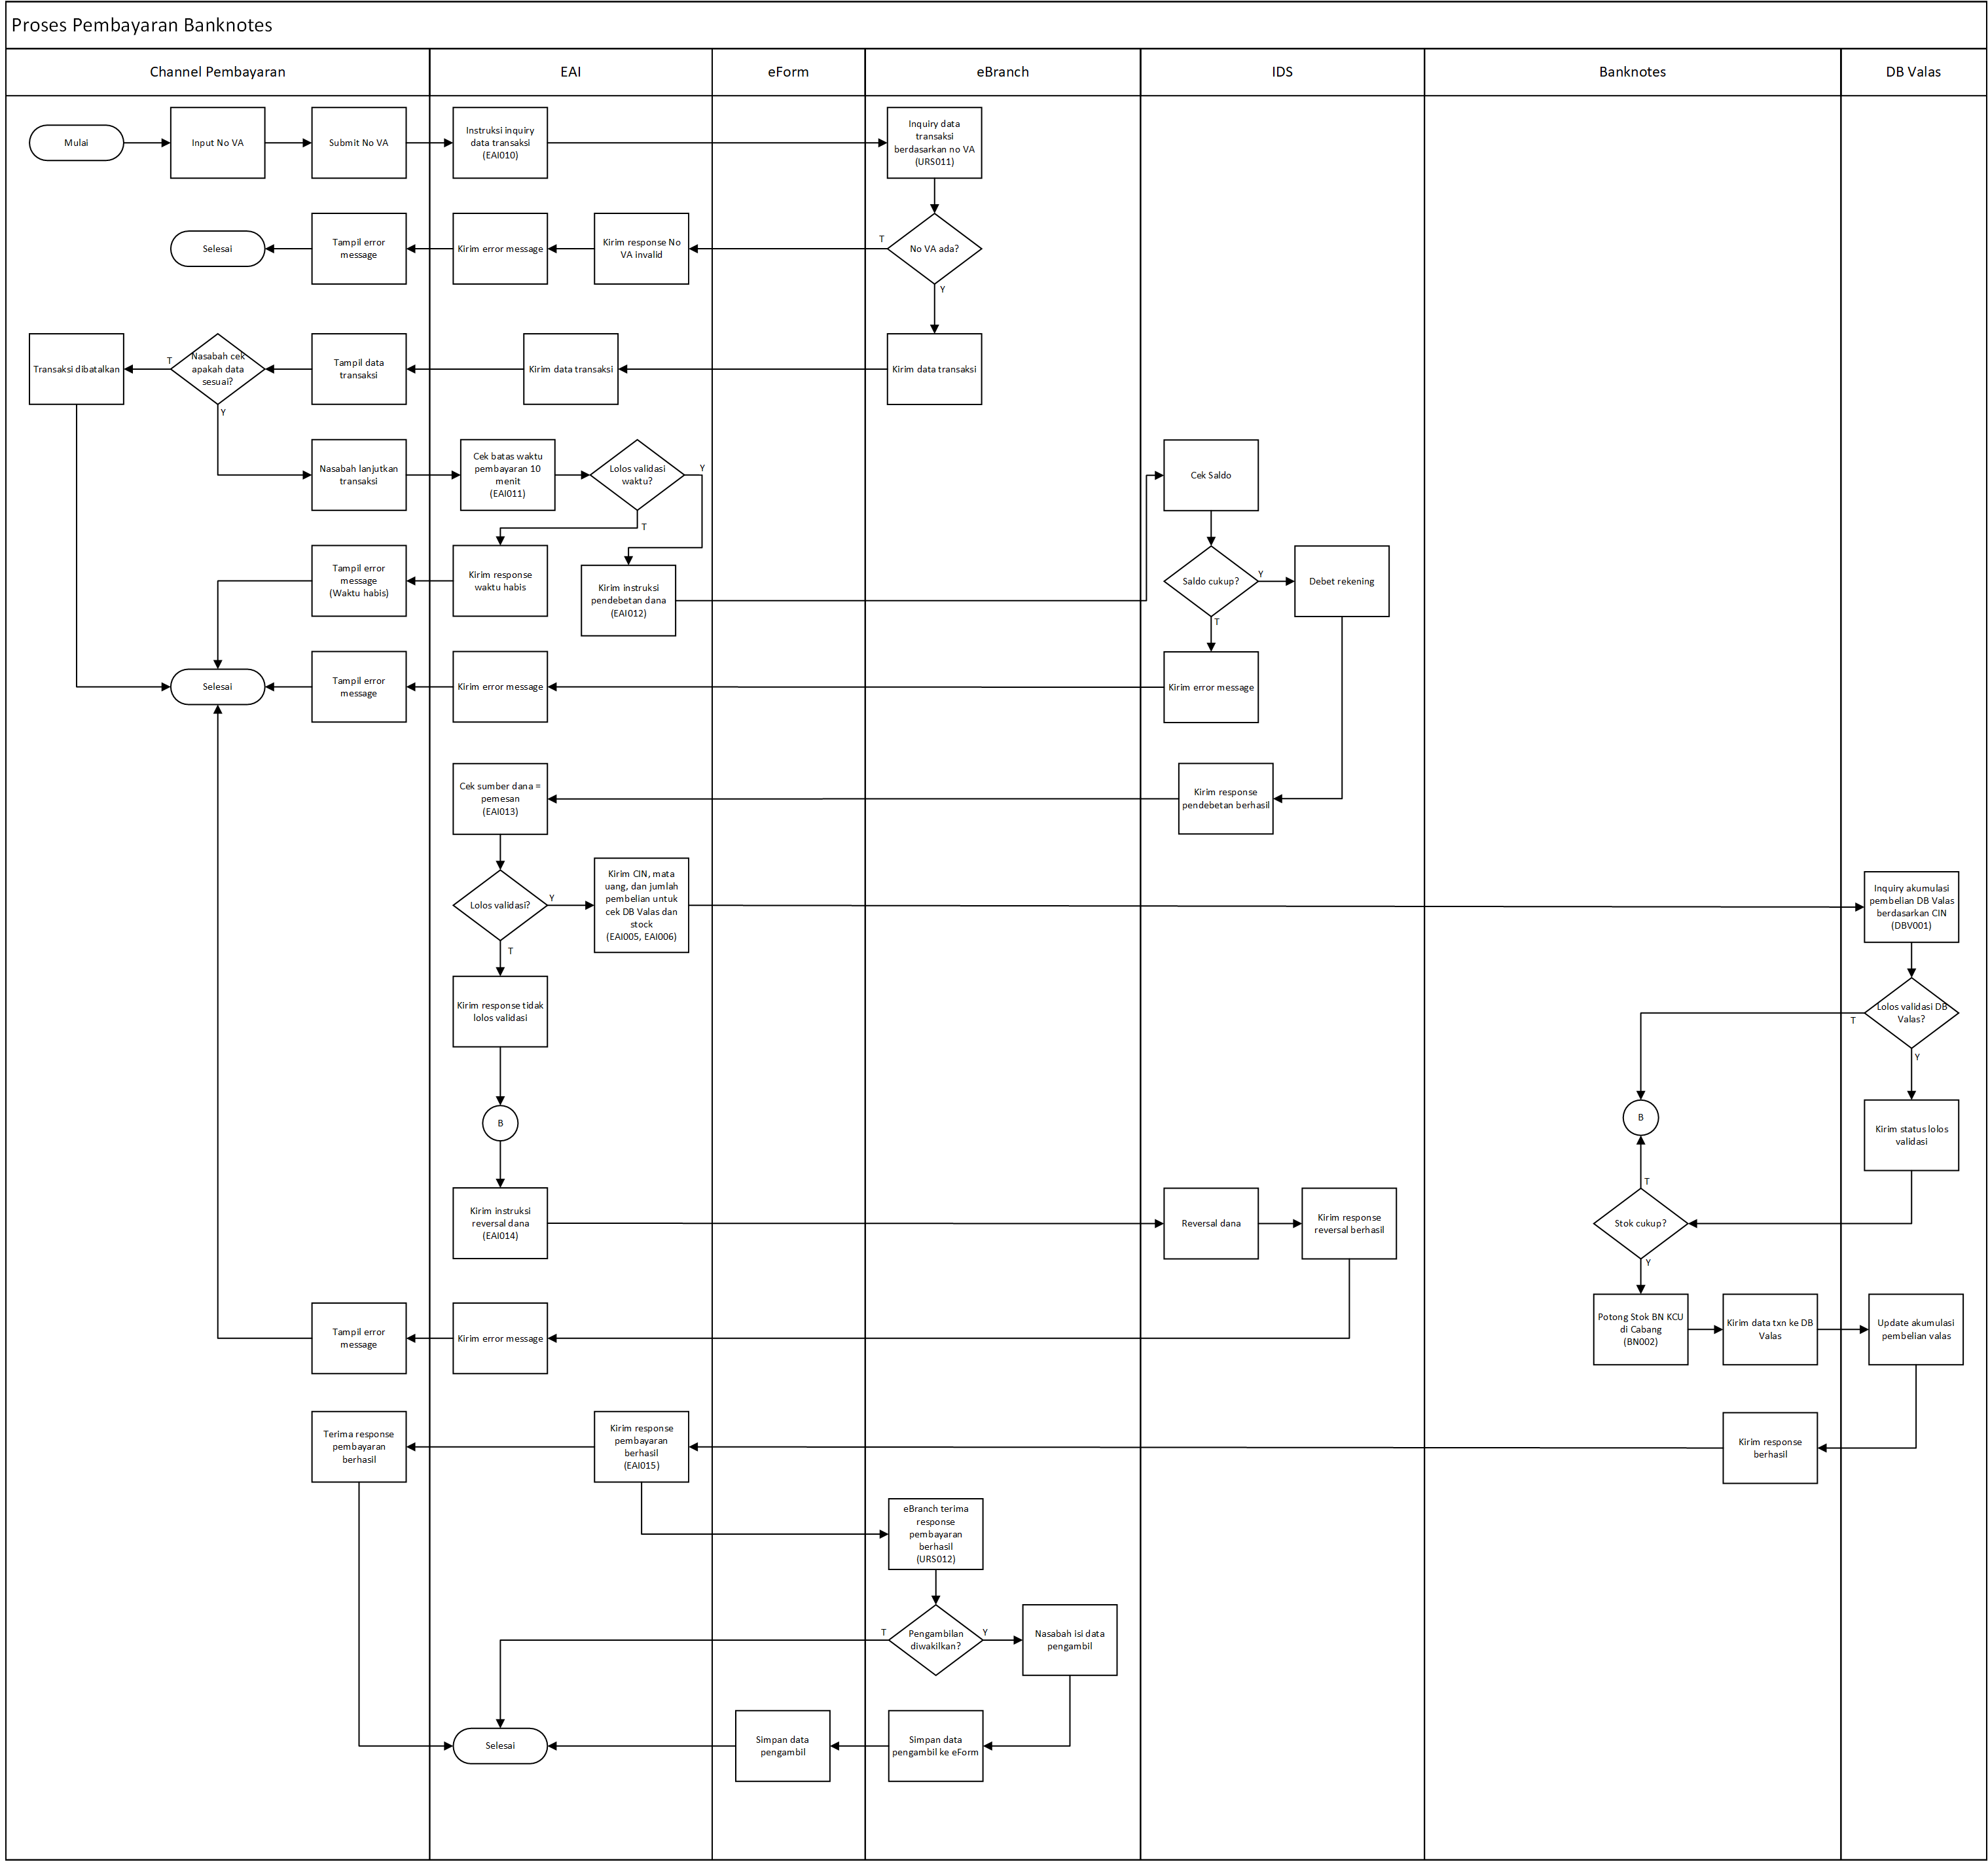 Proses Pembayaran Banknotes
Channel Pembayaran
EAI
eForm
eBranch
IDS
Banknotes
DB Valas
Mulai
Input No VA
Submit No VA
Instruksi inquiry
data transaksi
(EAI010)
Inquiry data
transaksi
berdasarkan no VA
(URS011)
Selesai
Tampil error
message
Kirim error message
Kirim response No
VA invalid
T
No VA ada?
Y
Transaksi dibatalkan
T
Nasabah cek
apakah data
sesuai?
Y
Tampil data
transaksi
Kirim data transaksi
Kirim data transaksi
Nasabah lanjutkan
transaksi
Cek batas waktu
pembayaran 10
menit
(EAI011)
Lolos validasi
waktu?
Y
T
Cek Saldo
Tampil error
message
(Waktu habis)
Kirim response
waktu habis
Kirim instruksi
pendebetan dana
(EAI012)
Saldo cukup?
Y
T
Debet rekening
Selesai
Tampil error
message
Kirim error message
Kirim error message
Cek sumber dana =
pemesan
(EAI013)
Kirim response
pendebetan berhasil
Lolos validasi?
Y
T
Kirim CIN, mata
uang, dan jumlah
pembelian untuk
cek DB Valas dan
stock
(EAI005, EAI006)
Inquiry akumulasi
pembelian DB Valas
berdasarkan CIN
(DBV001)
Kirim response tidak
lolos validasi
Lolos validasi DB
Valas?
T
Y
B
B
Kirim status lolos
validasi
Kirim instruksi
reversal dana
(EAI014)
Reversal dana
Kirim response
reversal berhasil
T
Stok cukup?
Y
Tampil error
message
Kirim error message
Potong Stok BN KCU
di Cabang
(BN002)
Kirim data txn ke DB
Valas
Update akumulasi
pembelian valas
Terima response
pembayaran
berhasil
Kirim response
pembayaran
berhasil
(EAI015)
Kirim response
berhasil
eBranch terima
response
pembayaran
berhasil
(URS012)
T
Pengambilan
diwakilkan?
Y
Nasabah isi data
pengambil
Selesai
Simpan data
pengambil
Simpan data
pengambil ke eForm